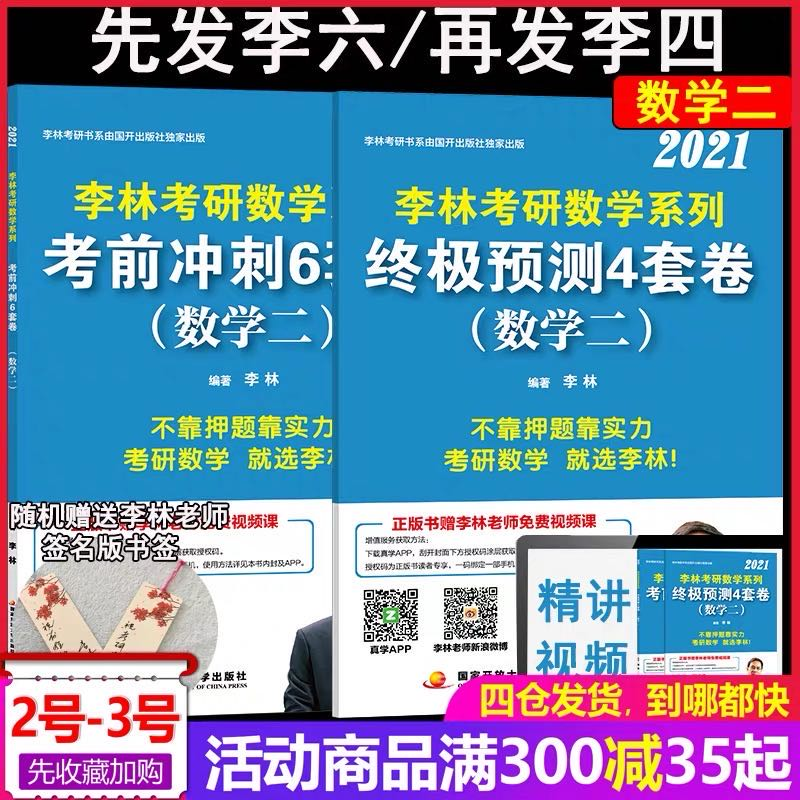 先发李六/再发李四
数学二
2021
李林考研数学系列
考前冲刺6套卷
(数学二)
李林
李林考研书系由国开出版社独家出版
李林考研数学
考前冲刺6套
(数学二)
编著 李林
不靠押题靠实力
考研数学 就选李林
李林考研书系由国开出版社独家出版
2021
李林考研数学系列
终极预测4套卷
(数学二)
编著 李林
不靠押题靠实力
考研数学 就选李林!
正版书赠李林老师免费视频课
增值服务获取方法:
下载真学APP,刮开封面下方授权码涂层获取
授权码为正版书读者专享,一码绑定一部手机
真学APP
李林老师新浪微博
国家开放大
随机赠送李林老师
签名版书签
获取授权码。
使用方法详见本书内封及APP。
学出版社
CHINA PRESS
精讲
视频
2021
李林考研数学系列
终极预测4套卷
(数学二)
不靠押题靠实力
考研数学 就选李林!
2号-3号
先收藏加购
四仓发货,到哪都快
活动商品满300减35起